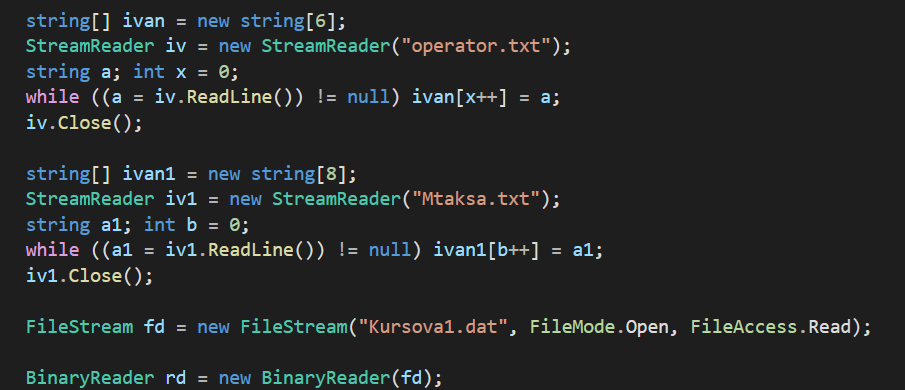 string[] ivan = new string[6];
StreamReader iv = new StreamReader("operator.txt");
string a; int x = 0;
while ((a = iv.ReadLine()) != null) ivan[x++] = a;
iv.Close();
string[] ivan1 = new string[8];
StreamReader iv1 = new StreamReader("Mtaksa.txt");
string a1; int b = 0;
while ((a1 = iv1.ReadLine()) != null) ivan1[b++] = a1;
iv1.Close();
FileStream fd = new FileStream("Kursova1.dat", FileMode.Open, FileAccess.Read);
BinaryReader rd = new BinaryReader(fd);